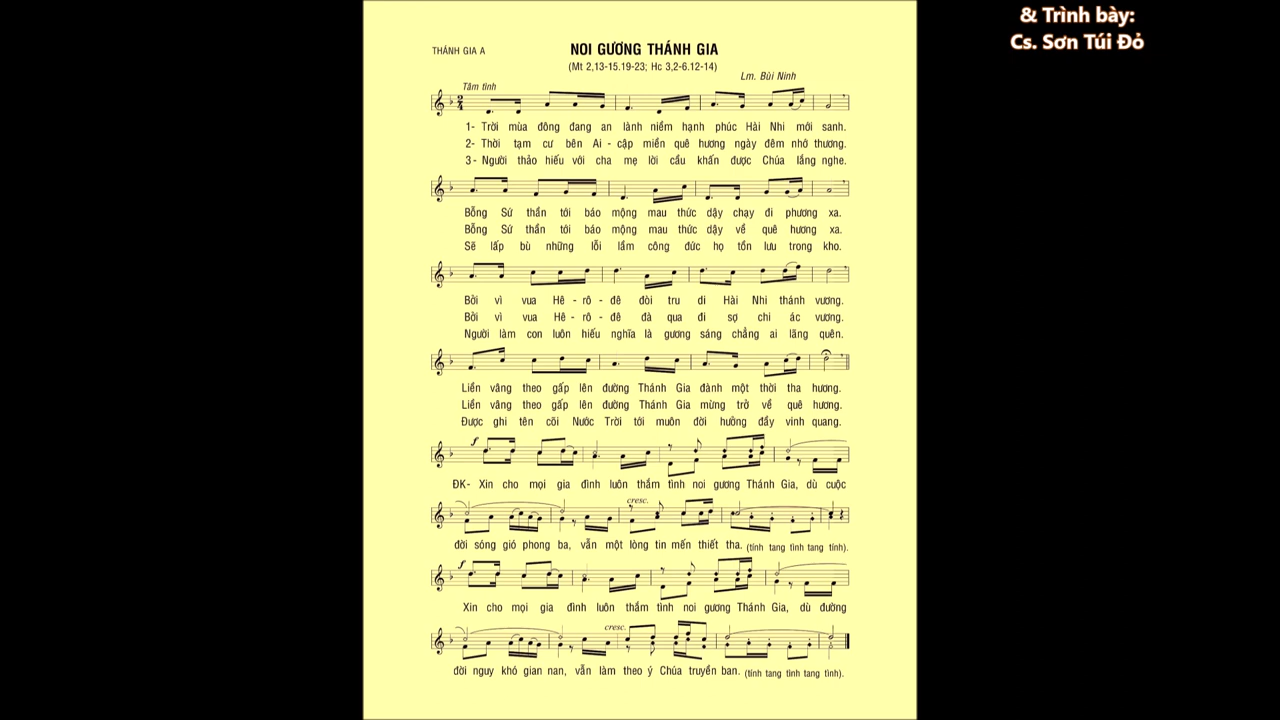 & Trình bày:
Cs. Sơn Túi Đỏ
THÁNH GIA A
NOI GƯƠNG THÁNH GIA
(Mt 2,13-15.19-23; Hc 3,2-6.12-14)
Lm. Bùi Ninh
Tâm tình
1- Trời mùa đông đang an lành niềm hạnh phúc Hài Nhi mới sanh.
2- Thời tạm cư bên Ai - cập miền quê hương ngày đêm nhớ thương.
3- Người thảo hiếu với cha mẹ lời cầu khấn được Chúa lắng nghe.
Bỗng Sứ thần tới báo mộng mau thức dậy chạy đi phương xa.
Bỗng Sứ thần tới báo mộng mau thức dậy về quê hương xa.
Sẽ lấp bù những lỗi lầm công đức họ tồn lưu trong kho.
Bởi vì vua Hê - rô - đê đòi tru di Hài Nhi thánh vương.
Bởi vì vua Hê - rô - đê đà qua đi sợ chi ác vương.
Người làm con luôn hiếu nghĩa là gương sáng chẳng ai lãng quên.
Liền vâng theo gấp lên đường Thánh Gia đành một thời tha hương.
Liền vâng theo gấp lên đường Thánh Gia mừng trở về quê hương.
Được ghi tên cõi Nước Trời tới muôn đời hưởng đầy vinh quang.
f
ĐK- Xin cho mọi gia đình luôn thắm tình noi gương Thánh Gia, dù cuộc
cresc.
đời sóng gió phong ba, vẫn một lòng tin mến thiết tha. (tính tang tình tang tính).
f
Xin cho mọi gia đình luôn thắm tình noi gương Thánh Gia, dù đường
cresc.
đời nguy khó gian nan, vẫn làm theo ý Chúa truyền ban. (tính tang tình tang tình).